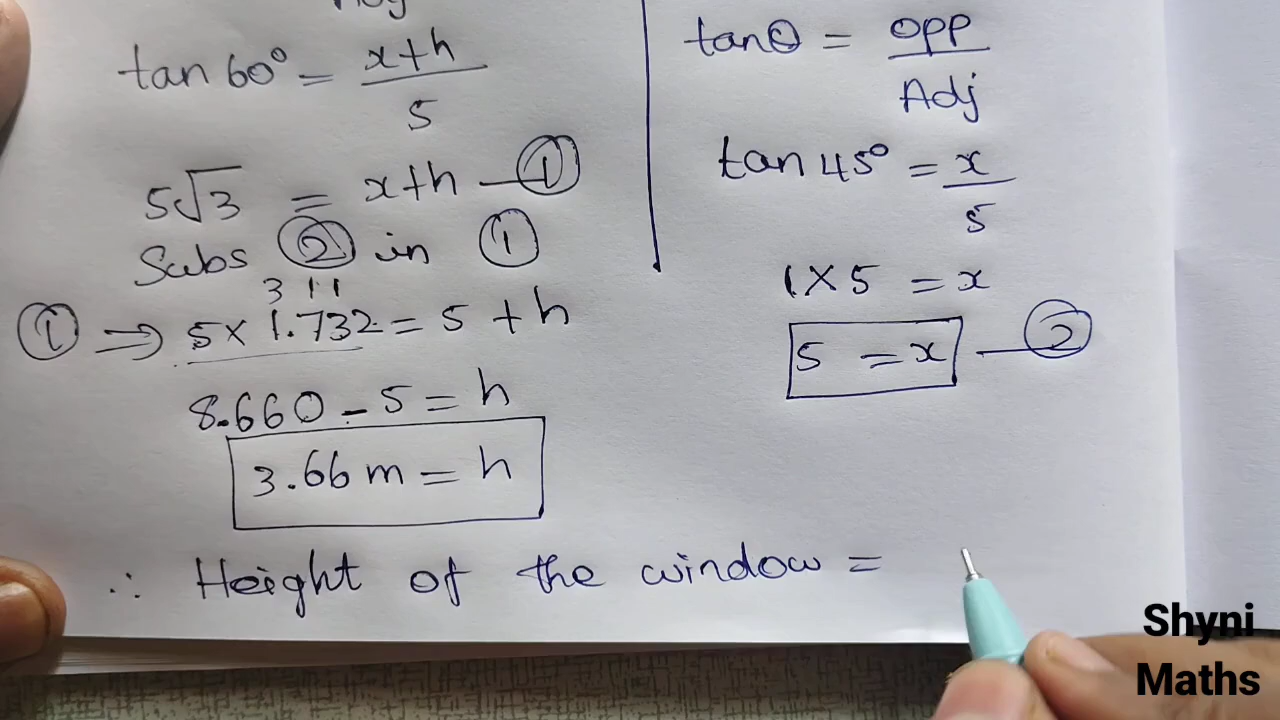 tan 60° = x+h / 5
5√3 = x+h — ①
Subs ② in ①
3 1 1
① ⇒ 5 × 1.732 = 5 + h
8.660 - 5 = h
3.66 m = h
tanθ = opp / Adj
tan 45° = x / 5
1 × 5 = x
5 = x — ②
∴ Height of the window =
Shyni
Maths